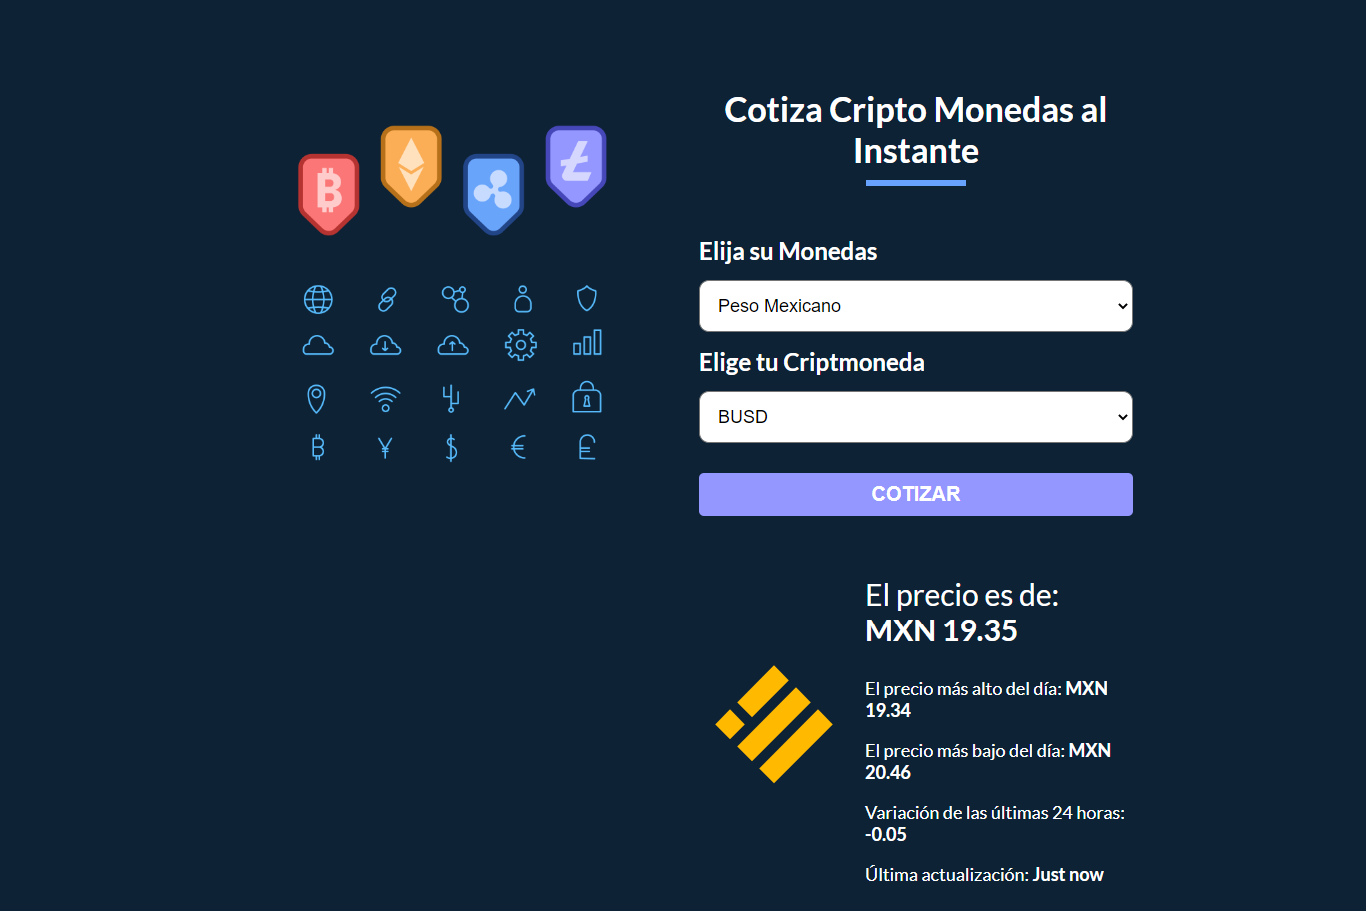 Cotiza Cripto Monedas al
Instante
Elija su Monedas
Peso Mexicano
Elige tu Criptmoneda
BUSD
COTIZAR
El precio es de:
MXN 19.35
El precio más alto del día: MXN
19.34
El precio más bajo del día: MXN
20.46
Variación de las últimas 24 horas:
-0.05
Última actualización: Just now